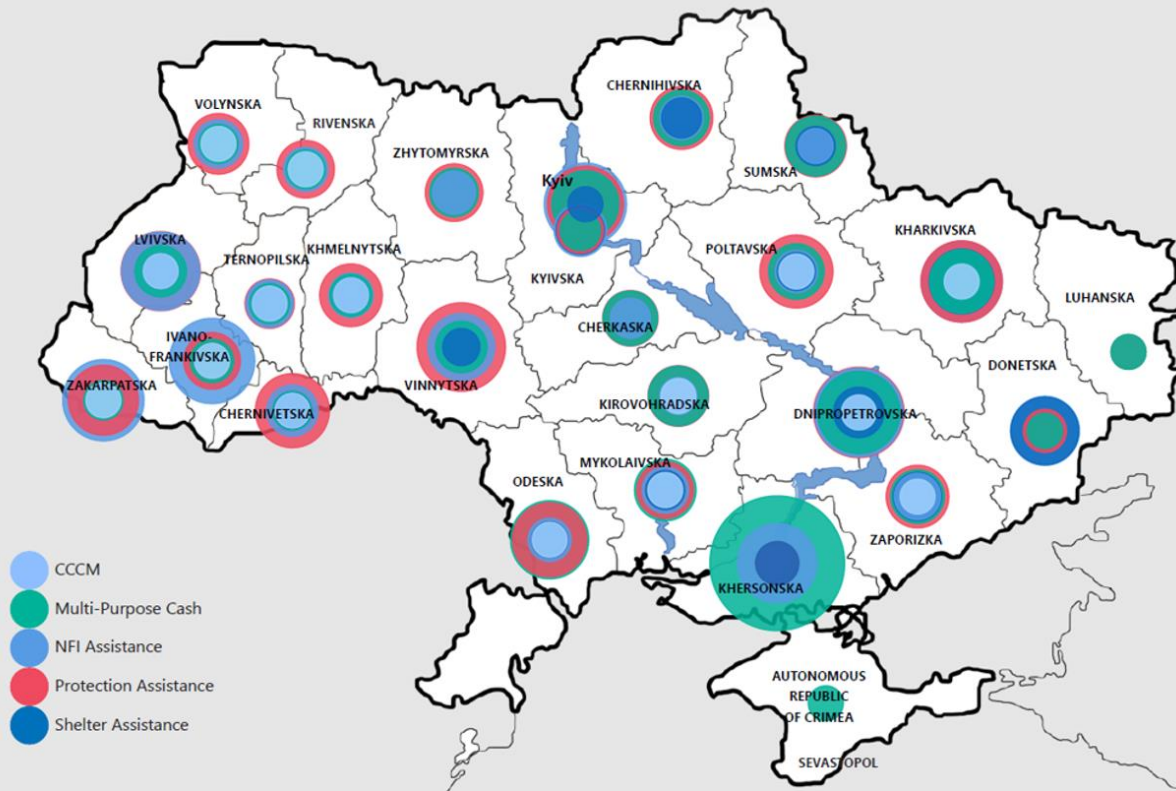 CHERNIHIVSKA
VOLYNSKA
RIVENSKA
ZHYTOMYRSKA
SUMSKA
Kyiv
KHARKIVSKA
LVIVSKA
TERNOPILSKA
KHMELNYTSKA
POLTAVSKA
KYIVSKA
LUHANSKA
CHERKASKA
IVANO-
FRANKIVSKA
DONETSKA
ZAKARPATSKA
VINNYTSKA
KIROVOHRADSKA
CHERNIVETSKA
DNIPROPETROVSKA
MYKOLAIVSKA
ODESKA
ZAPORIZKA
KHERSONSKA
CCCM
Multi-Purpose Cash
NFI Assistance
Protection Assistance
Shelter Assistance
AUTONOMOUS
REPUBLIC
OF CRIMEA
SEVASTOPOL